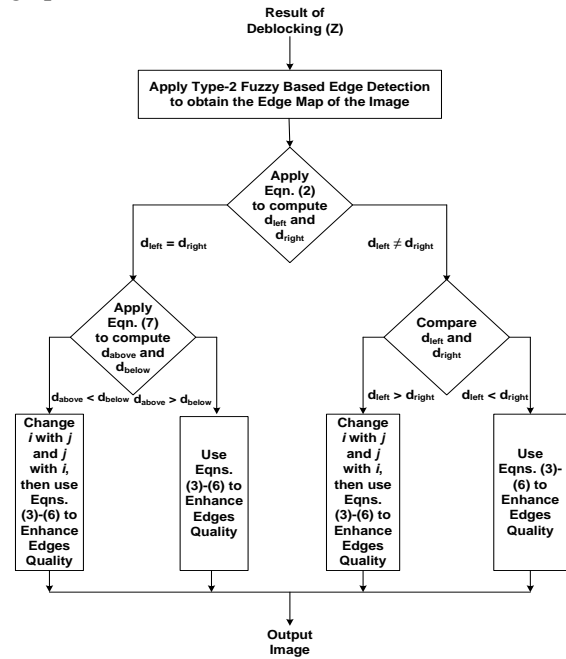 Result of
Deblocking (Z)
Apply Type-2 Fuzzy Based Edge Detection
to obtain the Edge Map of the Image
Apply
Eqn. (2)
to compute
dleft and
dright
dleft = dright
dleft ≠ dright
Apply
Eqn. (7)
to compute
dabove and
dbelow
Compare
dleft and
dright
dabove < dbelow
dabove > dbelow
dleft > dright
dleft < dright
Change
i with j
and j
with i,
then use
Eqns.
(3)-(6) to
Enhance
Edges
Quality
Use
Eqns.
(3)-(6) to
Enhance
Edges
Quality
Change
i with j
and j
with i,
then use
Eqns.
(3)-(6) to
Enhance
Edges
Quality
Use
Eqns. (3)-
(6) to
Enhance
Edges
Quality
Output
Image